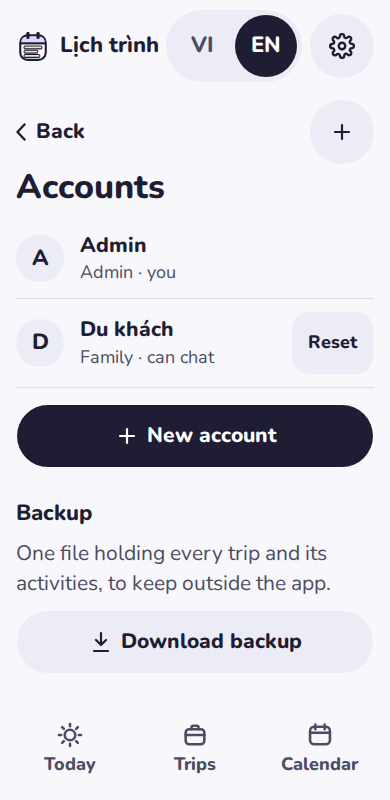 Lịch trình
VI
EN
Back
Accounts
A
Admin
Admin · you
D
Du khách
Family · can chat
Reset
New account
Backup
One file holding every trip and its
activities, to keep outside the app.
Download backup
Today
Trips
Calendar